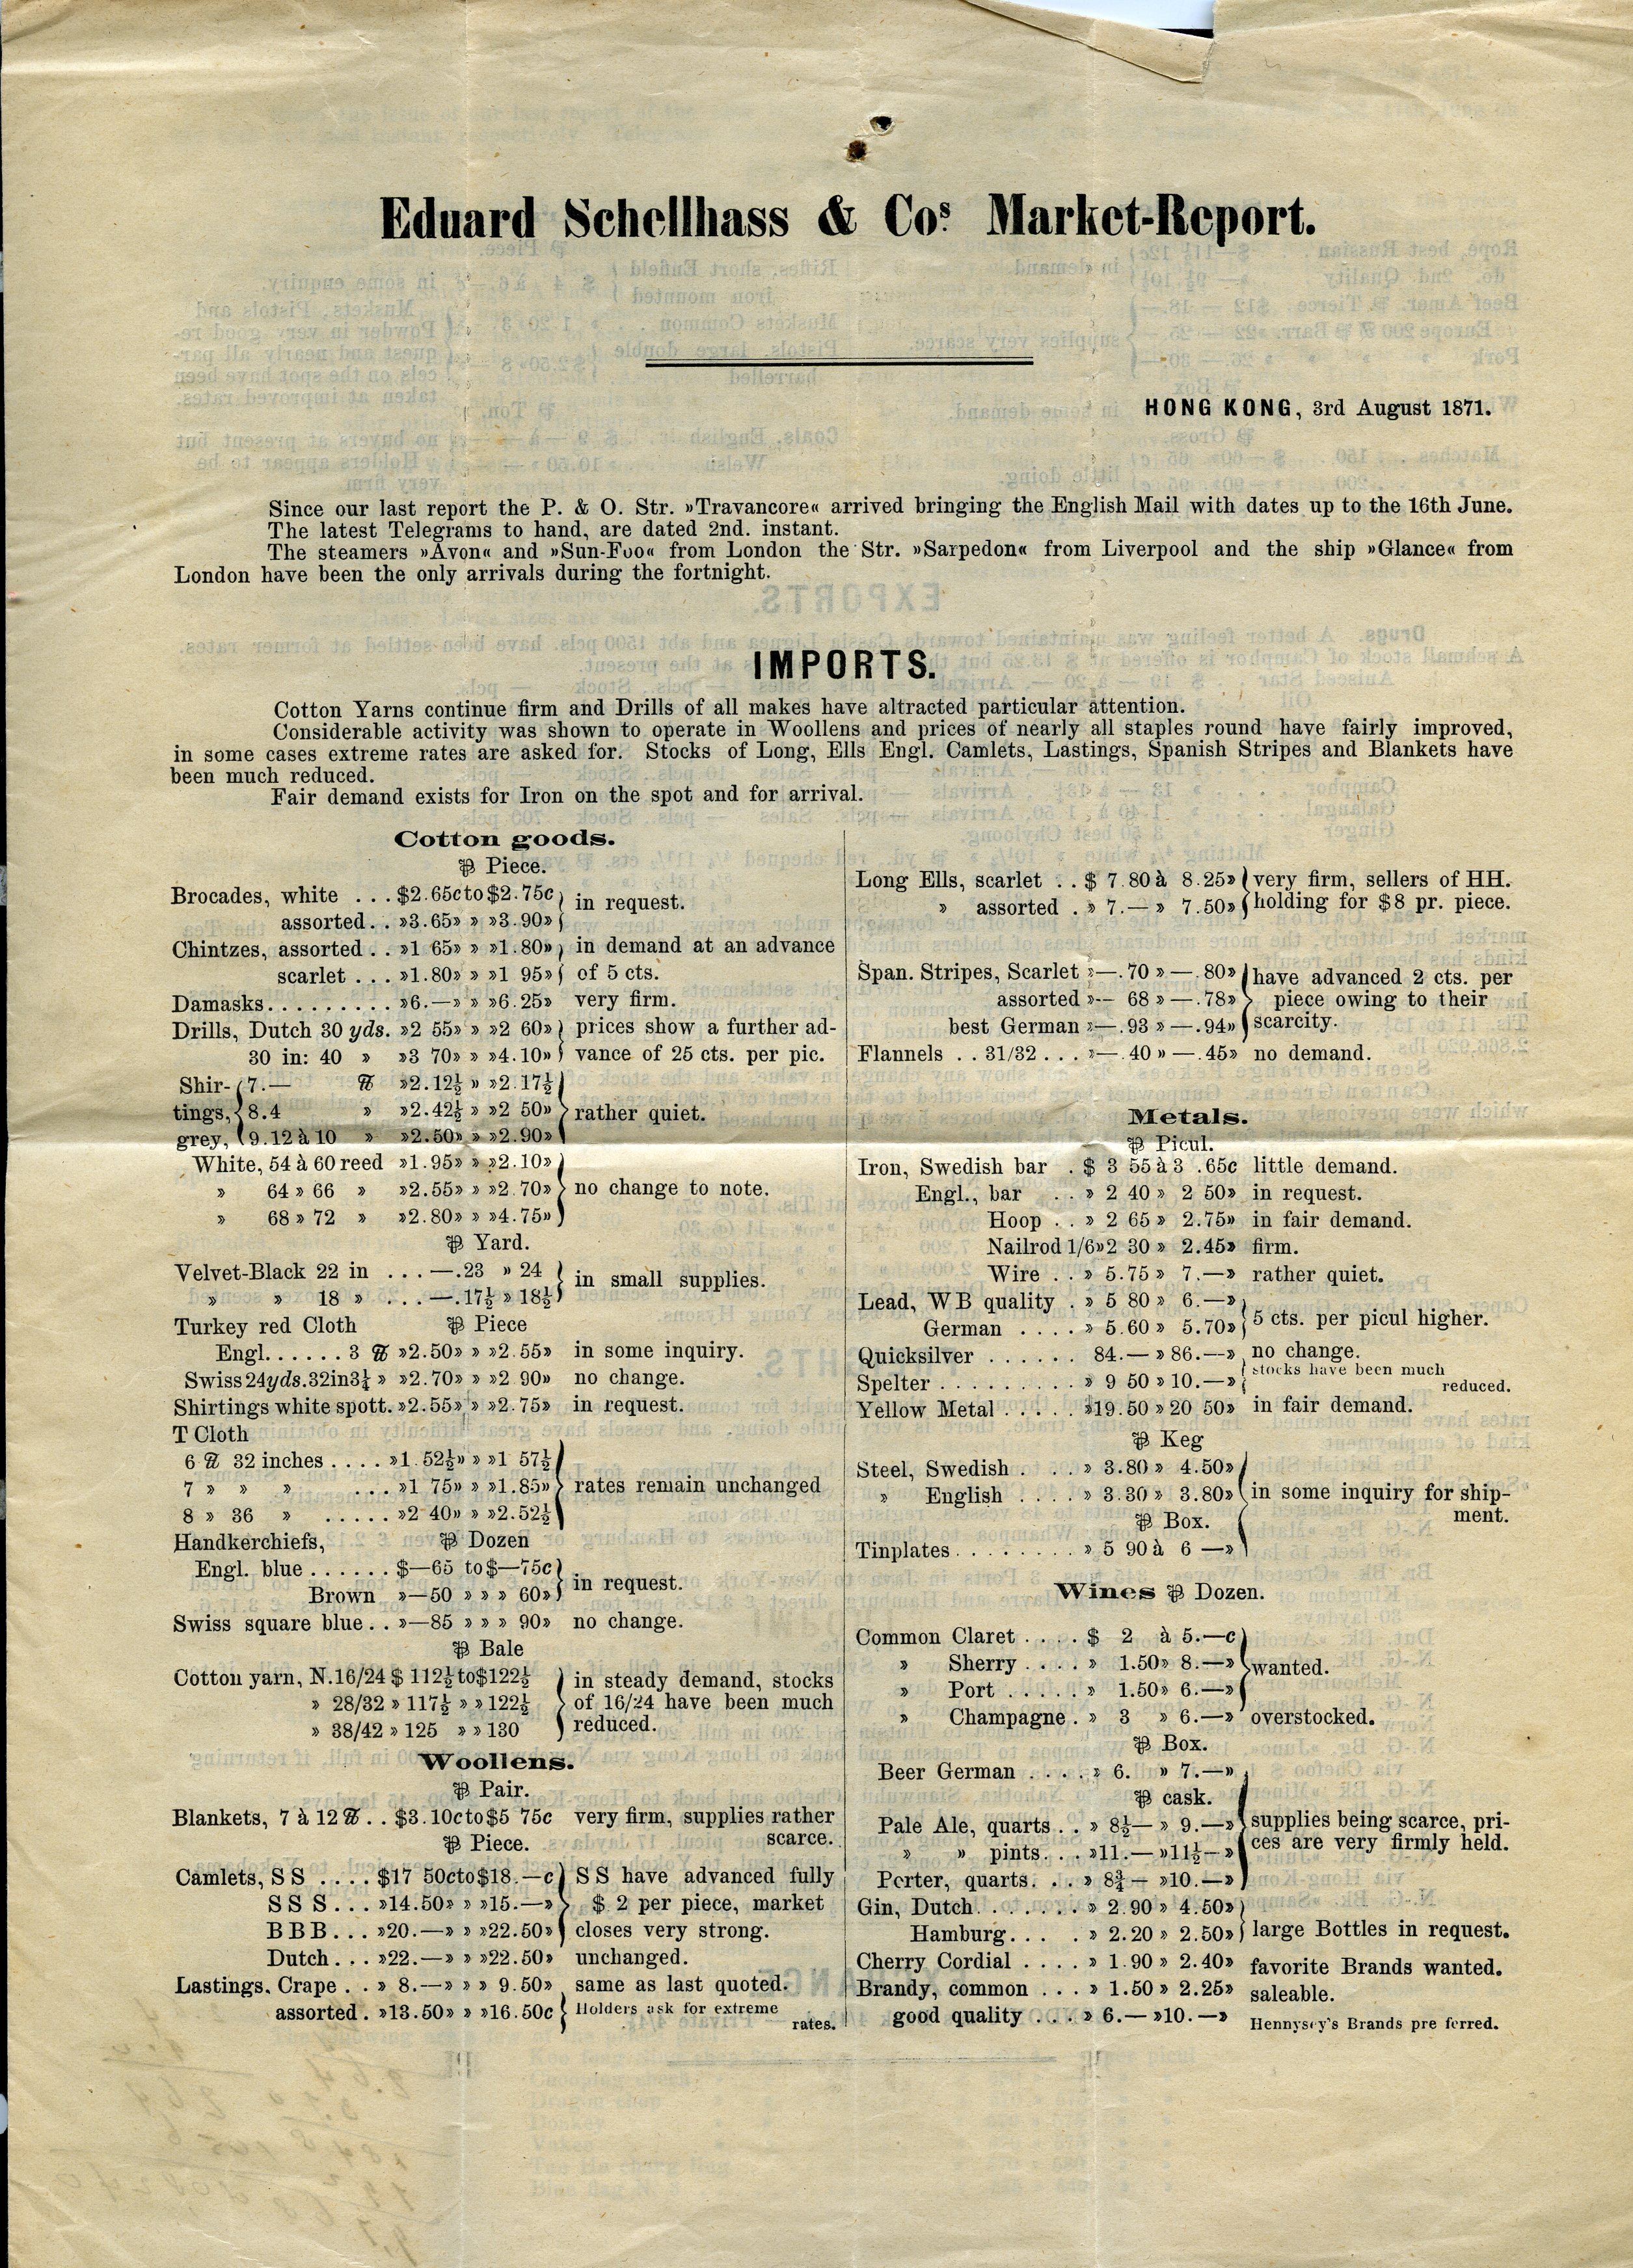 Eduard Schellhass & Cos. Market-Report.
HONG KONG, 3rd August 1871.
Since our last report the P. & O. Str. »Travancore« arrived bringing the English Mail with dates up to the 16th June.
The latest Telegrams to hand, are dated 2nd. instant.
The steamers »Avon« and »Sun-Foo« from London the Str. »Sarpedon« from Liverpool and the ship »Glance« from
London have been the only arrivals during the fortnight.
IMPORTS.
Cotton Yarns continue firm and Drills of all makes have altracted particular attention.
Considerable activity was shown to operate in Woollens and prices of nearly all staples round have fairly improved,
in some cases extreme rates are asked for. Stocks of Long, Ells Engl. Camlets, Lastings, Spanish Stripes and Blankets have
been much reduced.
Fair demand exists for Iron on the spot and for arrival.
Cotton goods.
₽ Piece.
Brocades, white ... $2.65c to $2.75c } in request.
assorted.. »3.65» » »3.90»
Chintzes, assorted .. »1 65» » »1.80» } in demand at an advance
scarlet ... »1.80» » »1 95» } of 5 cts.
Damasks.......... »6.—» » »6.25» very firm.
Drills, Dutch 30 yds. »2 55» » »2 60» } prices show a further ad-
30 in: 40 » »3 70» » »4.10» } vance of 25 cts. per pic.
Shir- { 7.— ℔ »2.12½ » »2.17½
tings, { 8.4 » »2.42½ » »2 50» } rather quiet.
grey, { 9.12 à 10 » »2.50» » »2.90»
White, 54 à 60 reed »1.95» » »2.10»
» 64 » 66 » »2.55» » »2.70» } no change to note.
» 68 » 72 » »2.80» » »4.75»
₽ Yard.
Velvet-Black 22 in ... —.23 » 24 } in small supplies.
» » 18 » ... —.17½ » 18½
Turkey red Cloth ₽ Piece
Engl...... 3 ℔ »2.50» » »2.55» in some inquiry.
Swiss 24yds. 32in 3¼ » »2.70» » »2 90» no change.
Shirtings white spott. »2.55» » »2.75» in request.
T Cloth
6 ℔ 32 inches .... »1.52½» » »1 57½
7 » » » ... »1 75» » »1.85» } rates remain unchanged
8 » 36 » ..... »2 40» » »2.52½
Handkerchiefs, ₽ Dozen
Engl. blue ...... $—65 to $—75c } in request.
Brown »—50 » » » 60»
Swiss square blue.. »—85 » » » 90» no change.
₽ Bale
Cotton yarn, N.16/24 $ 112½ to $122½ } in steady demand, stocks
» 28/32 » 117½ » » 122½ } of 16/24 have been much
» 38/42 » 125 » » 130 } reduced.
Woollens.
₽ Pair.
Blankets, 7 à 12 ℔.. $3.10c to $5 75c very firm, supplies rather
₽ Piece. scarce.
Camlets, S S .... $17 50c to $18.—c } S S have advanced fully
S S S... »14.50» » »15.—» } $ 2 per piece, market
B B B... »20.—» » »22.50» } closes very strong.
Dutch... »22.—» » »22.50» unchanged.
Lastings. Crape .. » 8.—» » » 9.50» same as last quoted.
assorted. »13.50» » »16.50c { Holders ask for extreme
rates.
Long Ells, scarlet .. $ 7.80 à 8.25» { very firm, sellers of HH.
» assorted . » 7.— » 7.50» { holding for $8 pr. piece.
Span. Stripes, Scarlet »—.70 » —.80» { have advanced 2 cts. per
assorted »-- 68 » —.78» } piece owing to their
best German »—.93 » —.94» { scarcity.
Flannels .. 31/32 ... »—.40 » —.45» no demand.
Metals.
₽ Picul.
Iron, Swedish bar . $ 3 55 à 3 .65c little demand.
Engl., bar .. » 2 40 » 2 50» in request.
Hoop .. » 2 65 » 2.75» in fair demand.
Nailrod 1/6 » 2 30 » 2.45» firm.
Wire .. » 5.75 » 7.—» rather quiet.
Lead, W B quality . » 5 80 » 6.—» } 5 cts. per picul higher.
German .... » 5.60 » 5.70»
Quicksilver ...... 84.— » 86.--» no change.
Spelter .......... » 9 50 » 10.—» { stocks have been much
reduced.
Yellow Metal ..... »19.50 » 20 50» in fair demand.
₽ Keg
Steel, Swedish . .. » 3.80 » 4.50»
» English .... » 3.30 » 3.80» } in some inquiry for ship-
₽ Box. ment.
Tinplates......... » 5 90 à 6 —»
Wines ₽ Dozen.
Common Claret .... $ 2 à 5.—c
» Sherry .... » 1.50» 8.—» } wanted.
» Port ..... » 1.50» 6.—»
» Champagne . » 3 » 6.—» overstocked.
₽ Box.
Beer German .... » 6. » 7.—»
₽ cask.
Pale Ale, quarts .. » 8½— » 9.—» } supplies being scarce, pri-
» » pints... »11.— »11½—» } ces are very firmly held.
Porter, quarts... » 8¾— »10.—»
Gin, Dutch....... » 2.90 » 4.50»
Hamburg... . » 2.20 » 2.50» } large Bottles in request.
Cherry Cordial .... » 1.90 » 2.40» favorite Brands wanted.
Brandy, common ... » 1.50 » 2.25» saleable.
good quality ... » 6.— »10.—» Hennysey's Brands pre ferred.